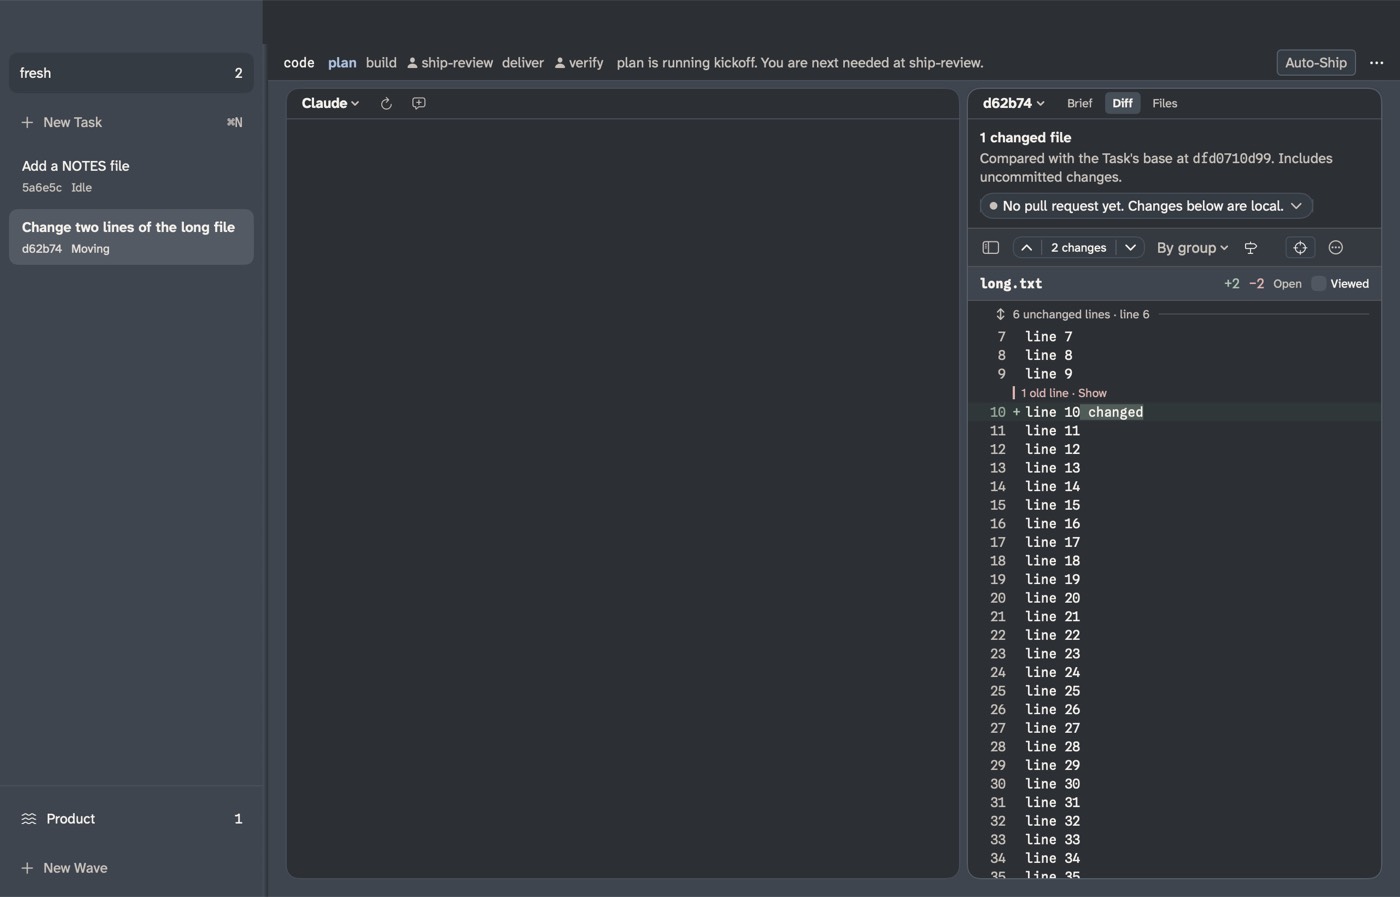 fresh 2
New Task ⌘N
Add a NOTES file
5a6e5c Idle
Change two lines of the long file
d62b74 Moving
Product 1
New Wave
code plan build ship-review deliver verify plan is running kickoff. You are next needed at ship-review. Auto-Ship
Claude
d62b74 Brief Diff Files
1 changed file
Compared with the Task's base at dfd0710d99. Includes
uncommitted changes.
No pull request yet. Changes below are local.
2 changes By group
long.txt +2 −2 Open Viewed
6 unchanged lines · line 6
7 line 7
8 line 8
9 line 9
1 old line · Show
10 + line 10 changed
11 line 11
12 line 12
13 line 13
14 line 14
15 line 15
16 line 16
17 line 17
18 line 18
19 line 19
20 line 20
21 line 21
22 line 22
23 line 23
24 line 24
25 line 25
26 line 26
27 line 27
28 line 28
29 line 29
30 line 30
31 line 31
32 line 32
33 line 33
34 line 34
35 line 35